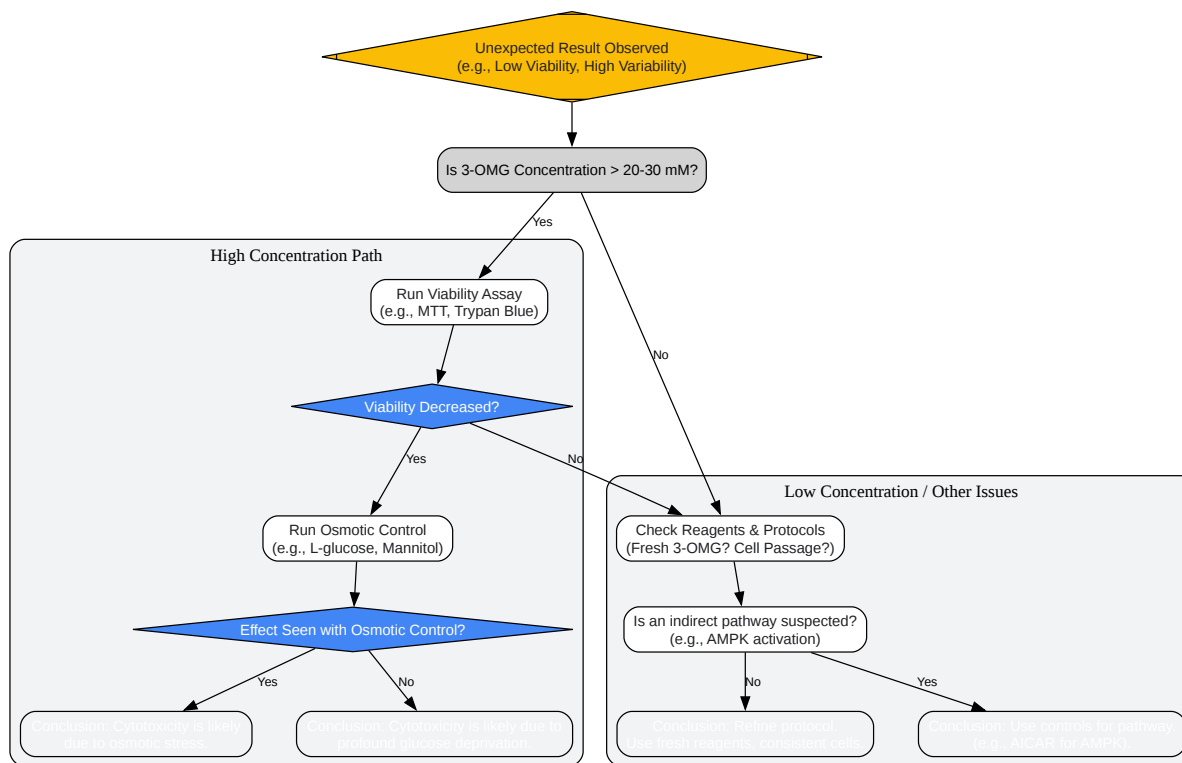 Unexpected Result Observed
(e.g., Low Viability, High Variability)
Is 3-OMG Concentration > 20-30 mM?
Yes
No
High Concentration Path
Run Viability Assay
(e.g., MTT, Trypan Blue)
Viability Decreased?
Yes
No
Run Osmotic Control
(e.g., L-glucose, Mannitol)
Effect Seen with Osmotic Control?
Yes
No
Conclusion: Cytotoxicity is likely
due to osmotic stress.
Conclusion: Cytotoxicity is likely due to
profound glucose deprivation.
Low Concentration / Other Issues
Check Reagents & Protocols
(Fresh 3-OMG? Cell Passage?)
Is an indirect pathway suspected?
(e.g., AMPK activation)
No
Yes
Conclusion: Refine protocol.
Use fresh reagents, consistent cells.
Conclusion: Use controls for pathway.
(e.g., AICAR for AMPK).